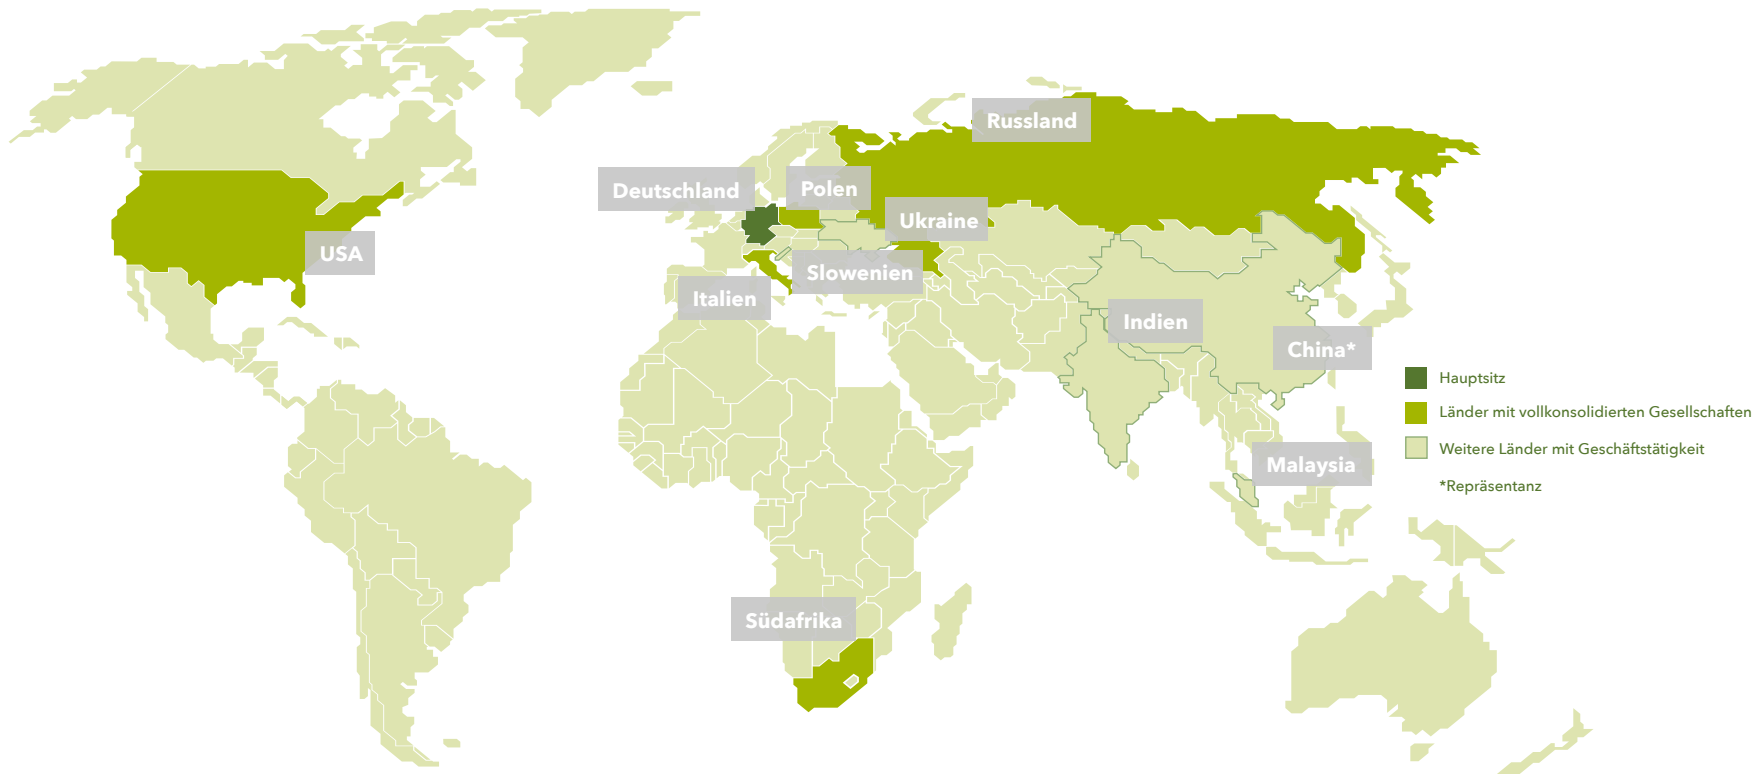 Russland
Deutschland
Polen
Ukraine
USA
Slowenien
Italien
Indien
China*
Malaysia
Südafrika
Hauptsitz
Länder mit vollkonsolidierten Gesellschaften
Weitere Länder mit Geschäftstätigkeit
*Repräsentanz